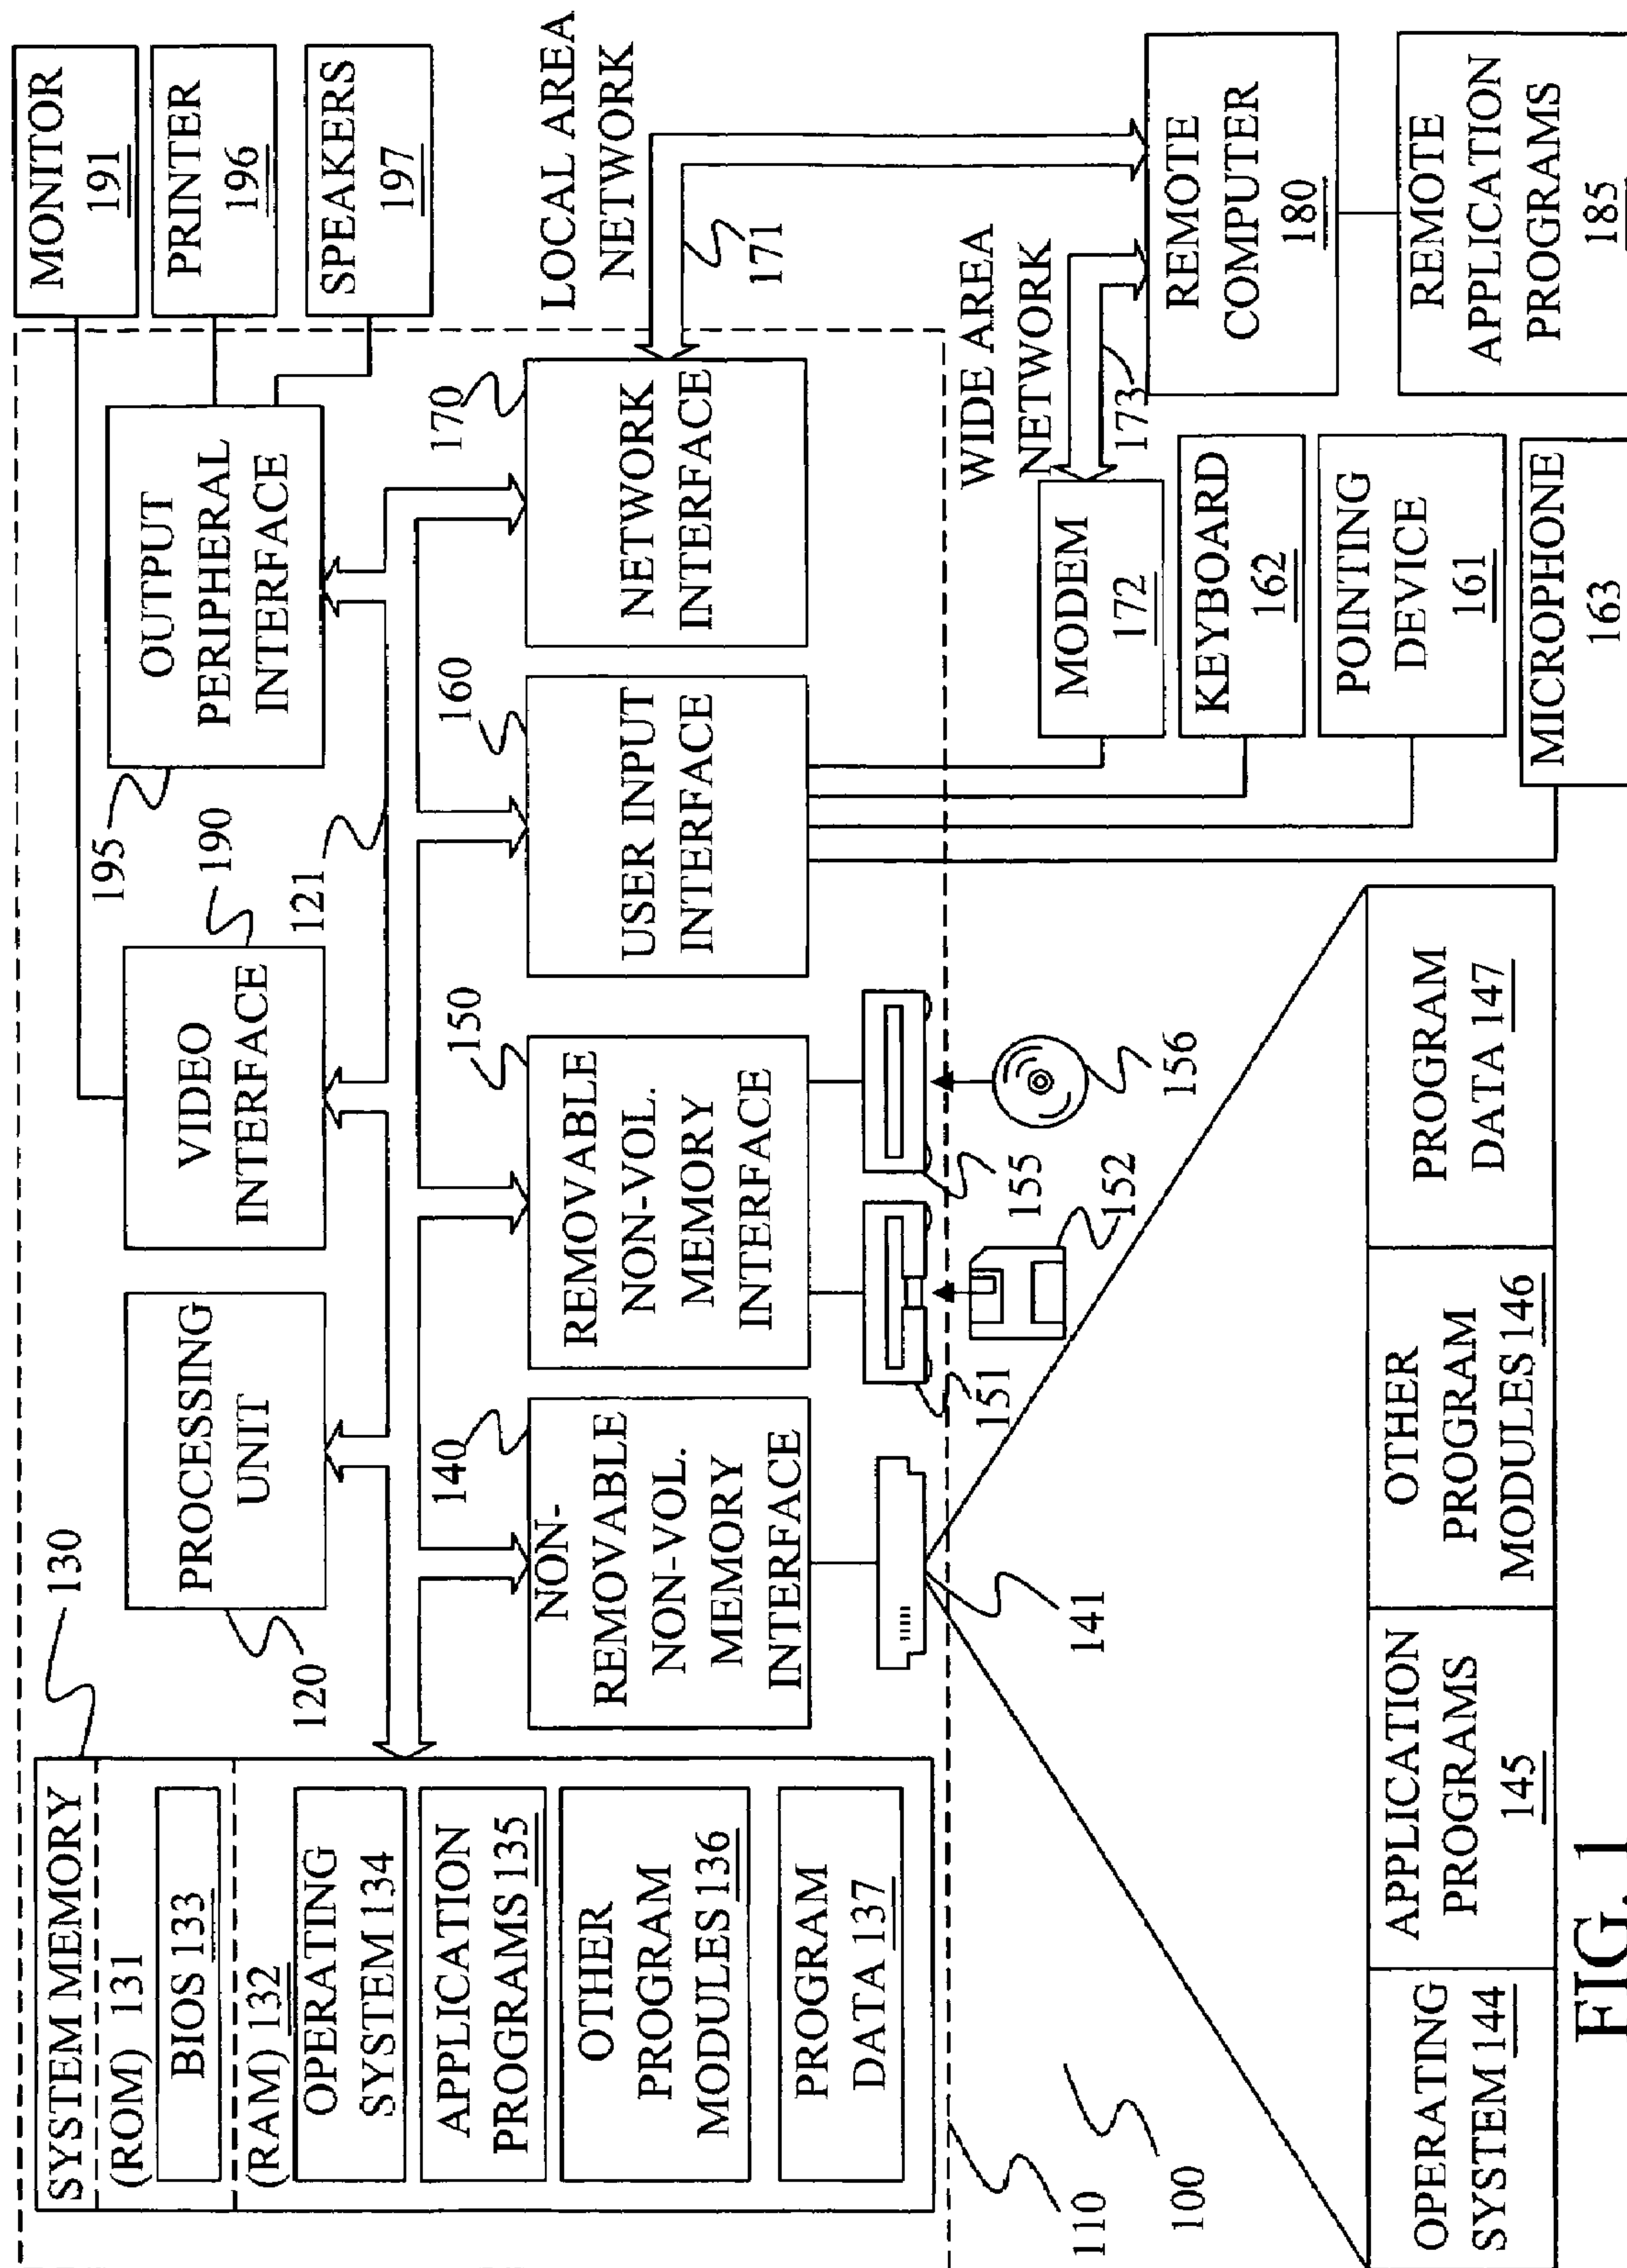 SYSTEM MEMORY
130
(ROM) 131
BIOS 133
(RAM) 132
OPERATING
SYSTEM 134
APPLICATION
PROGRAMS 135
OTHER
PROGRAM
MODULES 136
PROGRAM
DATA 137
PROCESSING
UNIT
120
VIDEO
INTERFACE
190
121
OUTPUT
PERIPHERAL
INTERFACE
195
MONITOR
191
PRINTER
196
SPEAKERS
197
140
NON-
REMOVABLE
NON-VOL.
MEMORY
INTERFACE
150
REMOVABLE
NON-VOL.
MEMORY
INTERFACE
160
USER INPUT
INTERFACE
170
NETWORK
INTERFACE
LOCAL AREA
NETWORK
171
141
151
152
155
156
WIDE AREA
NETWORK
173
MODEM
172
KEYBOARD
162
POINTING
DEVICE
161
MICROPHONE
163
REMOTE
COMPUTER
180
REMOTE
APPLICATION
PROGRAMS
185
110
100
OPERATING
SYSTEM 144
APPLICATION
PROGRAMS
145
OTHER
PROGRAM
MODULES 146
PROGRAM
DATA 147
FIG. 1